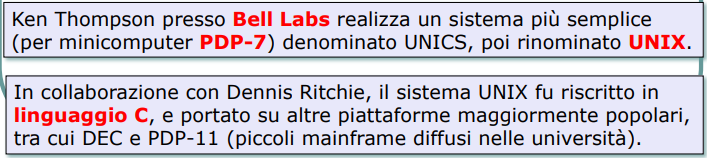 Ken Thompson presso Bell Labs realizza un sistema più semplice
(per minicomputer PDP-7) denominato UNICS, poi rinominato UNIX.
In collaborazione con Dennis Ritchie, il sistema UNIX fu riscritto in
linguaggio C, e portato su altre piattaforme maggiormente popolari,
tra cui DEC e PDP-11 (piccoli mainframe diffusi nelle università).